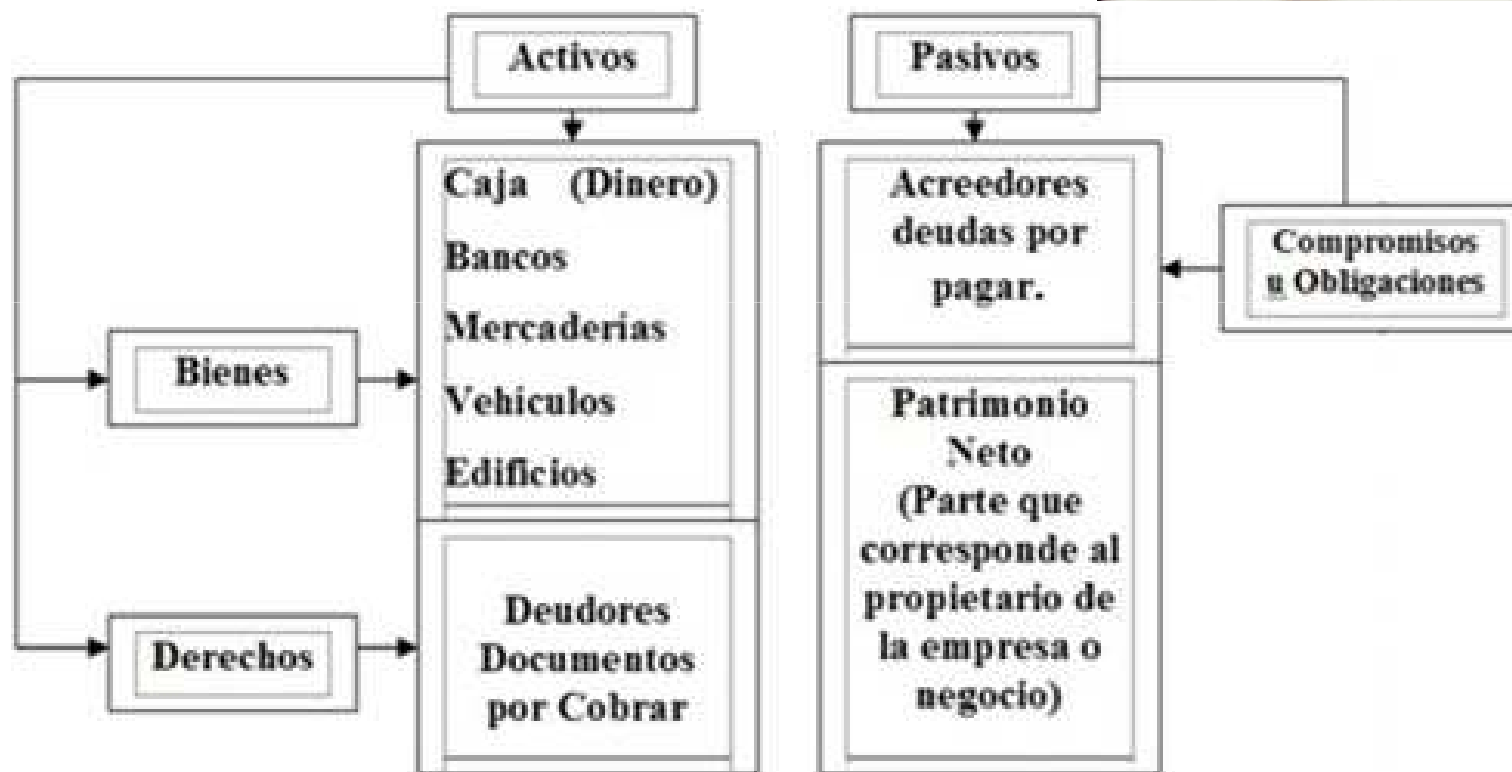 Activos
Pasivos
Caja (Dinero)
Bancos
Mercaderias
Vehiculos
Edificios
Acreedores
deudas por
pagar.
Compromisos
u Obligaciones
Bienes
Patrimonio
Neto
(Parte que
corresponde al
propietario de
la empresa o
negocio)
Derechos
Deudores
Documentos
por Cobrar